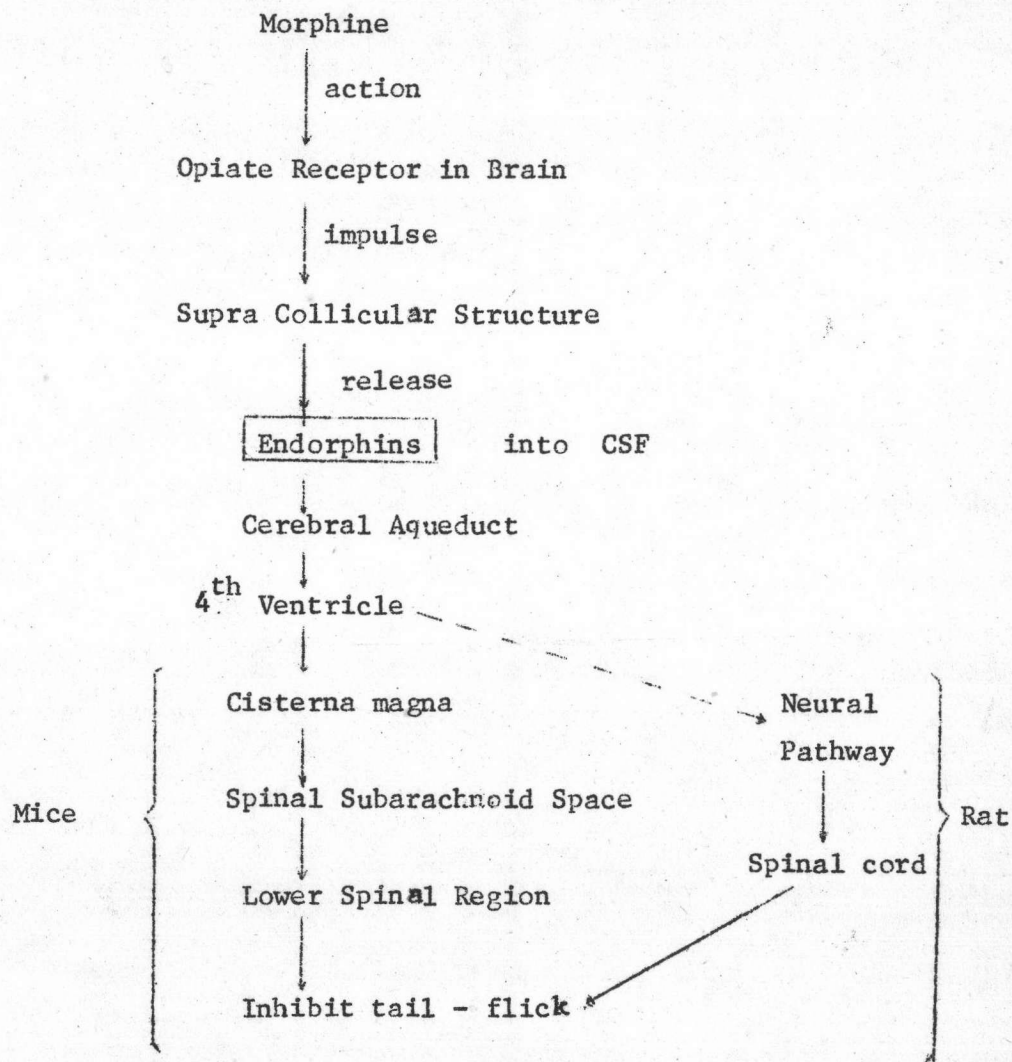 Morphine
action
Opiate Receptor in Brain
impulse
Supra Collicular Structure
release
Endorphins into CSF
Cerebral Aqueduct
4th Ventricle
Cisterna magna
Neural
Pathway
Mice
Spinal Subarachnoid Space
Rat
Spinal cord
Lower Spinal Region
Inhibit tail - flick